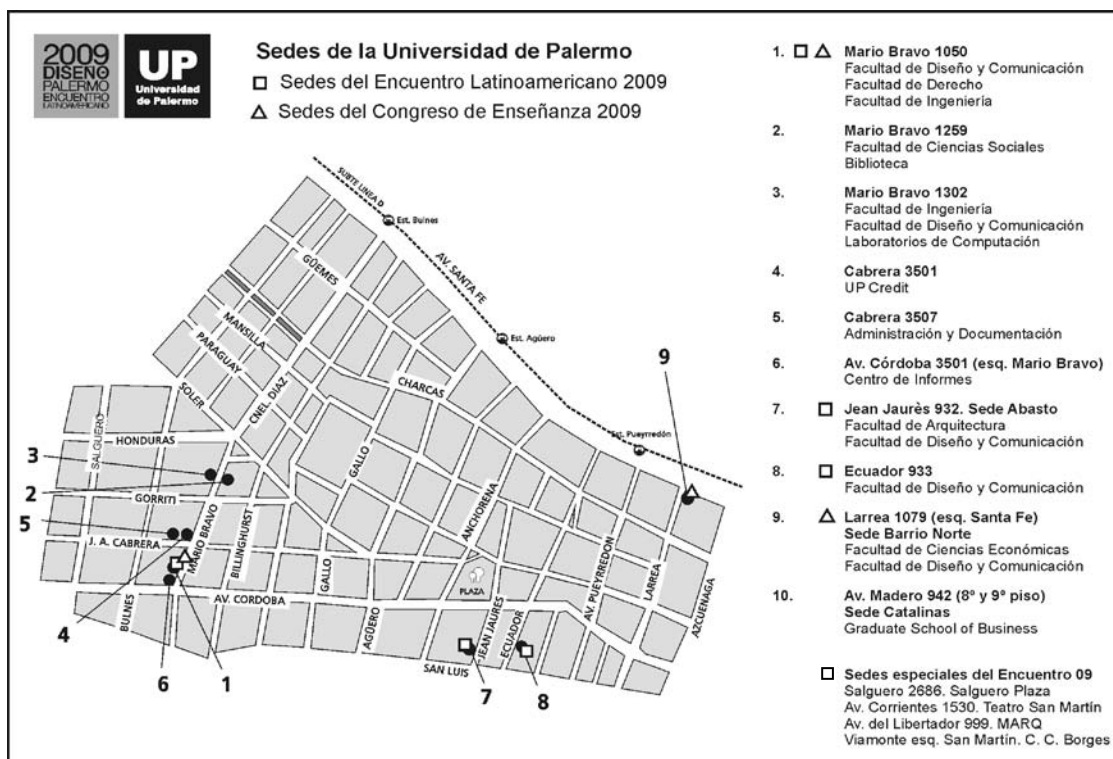 2009
DISEÑO
PALERMO
ENCUENTRO
LATINOAMERICANO
UP
Universidad
de Palermo
Sedes de la Universidad de Palermo
Sedes del Encuentro Latinoamericano 2009
Sedes del Congreso de Enseñanza 2009
SUBTE LINEA D
Est. Bulnes
AV. SANTA FE
GÜEMES
MANSILLA
PARAGUAY
Est. Agüero
SOLER
CNEL. DIAZ
CHARCAS
9
SALGUERO
HONDURAS
GALLO
Est. Pueyrredón
3
2
GORRITI
ANCHORENA
5
MARIO BRAVO
BILLINGHURST
J. A. CABRERA
GALLO
AV. PUEYRREDON
LARREA
AZCUENAGA
PLAZA
BULNES
AV. CORDOBA
AGÜERO
JEAN JAURES
ECUADOR
4
SAN LUIS
6
1
7
8
1. Mario Bravo 1050
Facultad de Diseño y Comunicación
Facultad de Derecho
Facultad de Ingeniería
2. Mario Bravo 1259
Facultad de Ciencias Sociales
Biblioteca
3. Mario Bravo 1302
Facultad de Ingeniería
Facultad de Diseño y Comunicación
Laboratorios de Computación
4. Cabrera 3501
UP Credit
5. Cabrera 3507
Administración y Documentación
6. Av. Córdoba 3501 (esq. Mario Bravo)
Centro de Informes
7. Jean Jaurès 932. Sede Abasto
Facultad de Arquitectura
Facultad de Diseño y Comunicación
8. Ecuador 933
Facultad de Diseño y Comunicación
9. Larrea 1079 (esq. Santa Fe)
Sede Barrio Norte
Facultad de Ciencias Económicas
Facultad de Diseño y Comunicación
10. Av. Madero 942 (8º y 9º piso)
Sede Catalinas
Graduate School of Business
Sedes especiales del Encuentro 09
Salguero 2686. Salguero Plaza
Av. Corrientes 1530. Teatro San Martín
Av. del Libertador 999. MARQ
Viamonte esq. San Martín. C. C. Borges